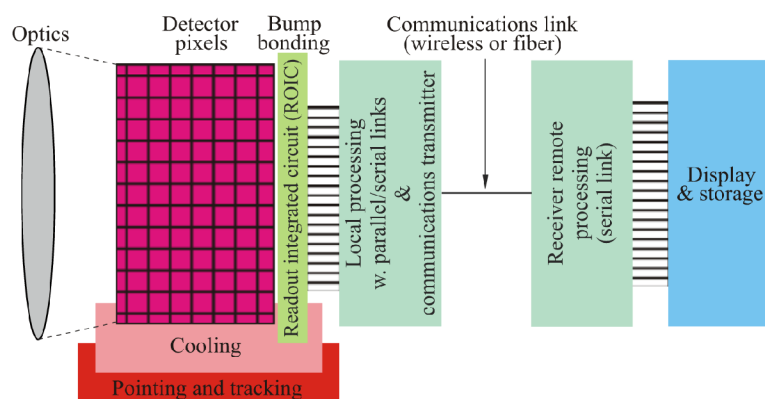 Optics
Detector
pixels
Bump
bonding
Communications link
(wireless or fiber)
Readout integrated circuit (ROIC)
Local processing
w. parallel/serial links
&
communications transmitter
Receiver remote
processing
(serial link)
Display
& storage
Cooling
Pointing and tracking